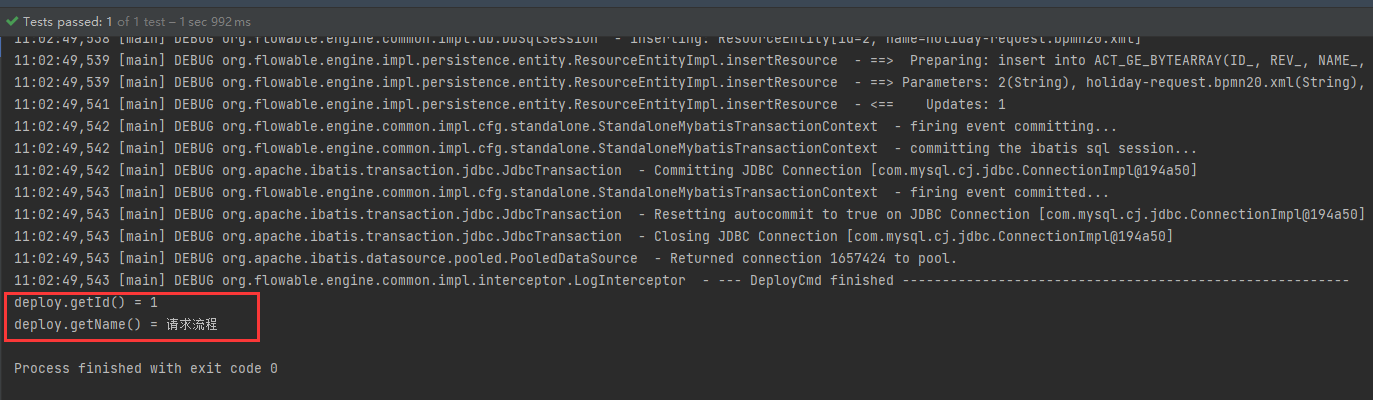 Tests passed: 1 of 1 test – 1 sec 992 ms
11:02:49,538 [main] DEBUG org.flowable.engine.common.impl.db.DbSqlSession  - inserting: ResourceEntity[id=2, name=holiday-request.bpmn20.xml]
11:02:49,539 [main] DEBUG org.flowable.engine.impl.persistence.entity.ResourceEntityImpl.insertResource  - ==>  Preparing: insert into ACT_GE_BYTEARRAY(ID_, REV_, NAME_,
11:02:49,539 [main] DEBUG org.flowable.engine.impl.persistence.entity.ResourceEntityImpl.insertResource  - ==> Parameters: 2(String), holiday-request.bpmn20.xml(String),
11:02:49,541 [main] DEBUG org.flowable.engine.impl.persistence.entity.ResourceEntityImpl.insertResource  - <==    Updates: 1
11:02:49,542 [main] DEBUG org.flowable.engine.common.impl.cfg.standalone.StandaloneMybatisTransactionContext  - firing event committing...
11:02:49,542 [main] DEBUG org.flowable.engine.common.impl.cfg.standalone.StandaloneMybatisTransactionContext  - committing the ibatis sql session...
11:02:49,542 [main] DEBUG org.apache.ibatis.transaction.jdbc.JdbcTransaction  - Committing JDBC Connection [com.mysql.cj.jdbc.ConnectionImpl@194a50]
11:02:49,543 [main] DEBUG org.flowable.engine.common.impl.cfg.standalone.StandaloneMybatisTransactionContext  - firing event committed...
11:02:49,543 [main] DEBUG org.apache.ibatis.transaction.jdbc.JdbcTransaction  - Resetting autocommit to true on JDBC Connection [com.mysql.cj.jdbc.ConnectionImpl@194a50]
11:02:49,543 [main] DEBUG org.apache.ibatis.transaction.jdbc.JdbcTransaction  - Closing JDBC Connection [com.mysql.cj.jdbc.ConnectionImpl@194a50]
11:02:49,543 [main] DEBUG org.apache.ibatis.datasource.pooled.PooledDataSource  - Returned connection 1657424 to pool.
11:02:49,543 [main] DEBUG org.flowable.engine.common.impl.interceptor.LogInterceptor  - --- DeployCmd finished -----------------------------------------------------
deploy.getId() = 1
deploy.getName() = 请求流程
Process finished with exit code 0